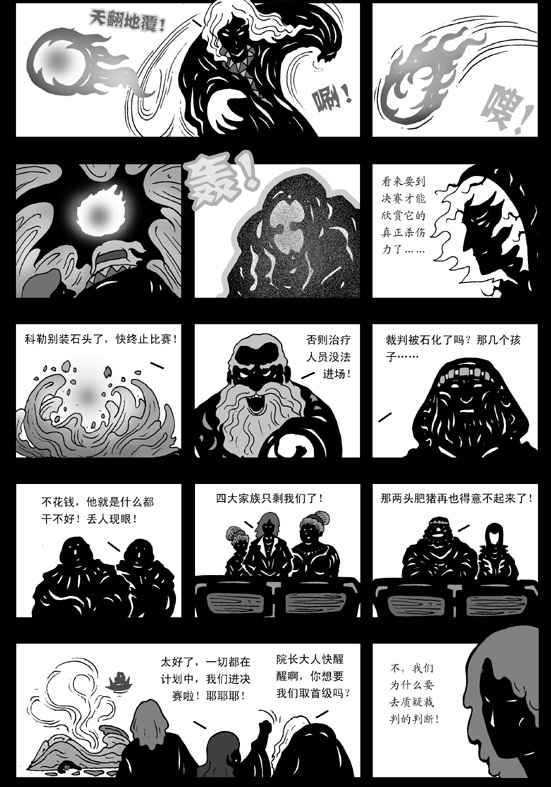 天翻地覆！
唰！
嗖！
轰！
看来要到
决赛才能
欣赏它的
真正杀伤
力了……
科勒别装石头了，快终止比赛！
否则治疗
人员没法
进场！
裁判被石化了吗？那几个孩
子……
不花钱，他就是什么都
干不好！丢人现眼！
四大家族只剩我们了！
那两头肥猪再也得意不起来了！
太好了，一切都在
计划中，我们进决
赛啦！耶耶耶！
院长大人快醒
醒啊，你想要
我们取首级吗？
不，我们
为什么要
去质疑裁
判的判断！